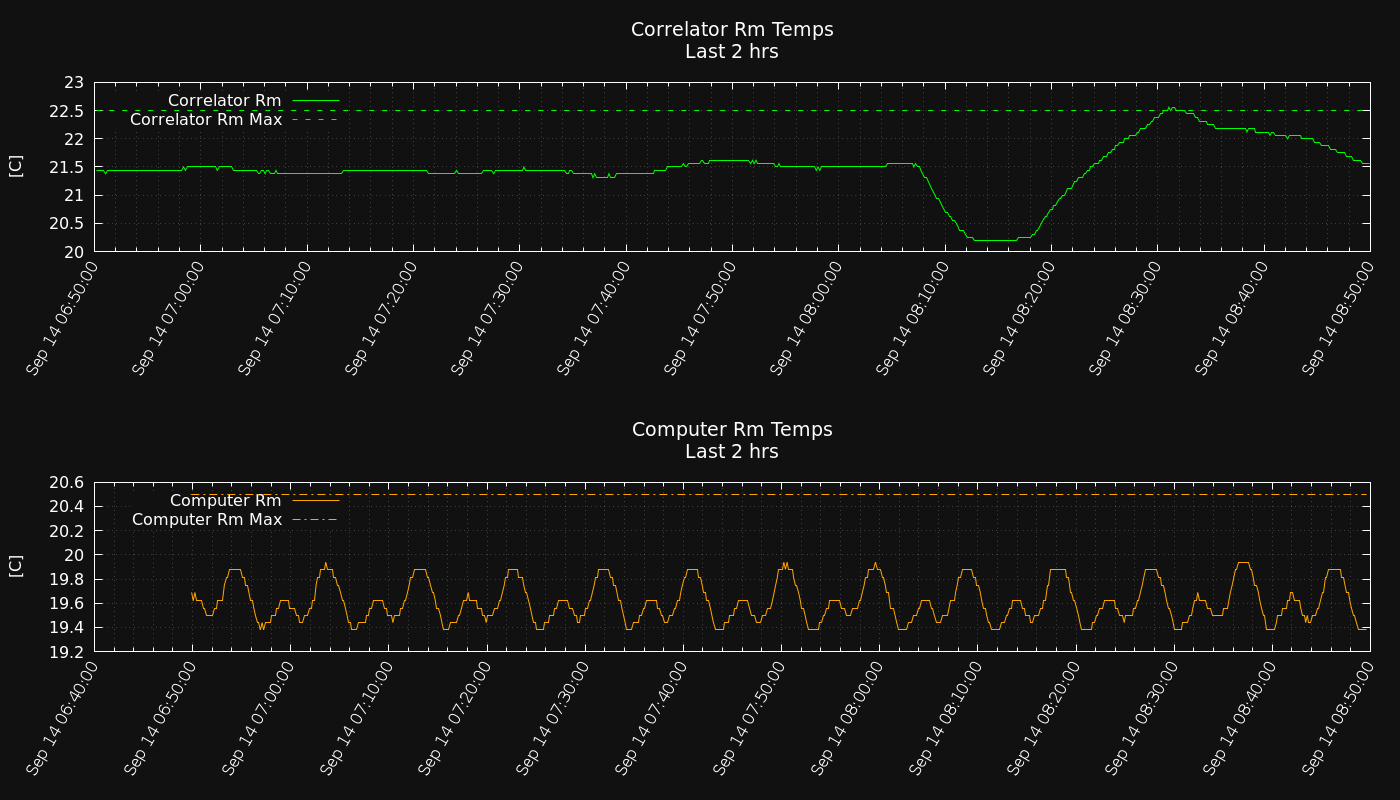 Correlator Rm Temps
Last 2 hrs
23
22.5
22
21.5
21
20.5
20
[C]
Correlator Rm
Correlator Rm Max
Sep 14 06:50:00
Sep 14 07:00:00
Sep 14 07:10:00
Sep 14 07:20:00
Sep 14 07:30:00
Sep 14 07:40:00
Sep 14 07:50:00
Sep 14 08:00:00
Sep 14 08:10:00
Sep 14 08:20:00
Sep 14 08:30:00
Sep 14 08:40:00
Sep 14 08:50:00
Computer Rm Temps
Last 2 hrs
20.6
20.4
20.2
20
19.8
19.6
19.4
19.2
[C]
Computer Rm
Computer Rm Max
Sep 14 06:40:00
Sep 14 06:50:00
Sep 14 07:00:00
Sep 14 07:10:00
Sep 14 07:20:00
Sep 14 07:30:00
Sep 14 07:40:00
Sep 14 07:50:00
Sep 14 08:00:00
Sep 14 08:10:00
Sep 14 08:20:00
Sep 14 08:30:00
Sep 14 08:40:00
Sep 14 08:50:00